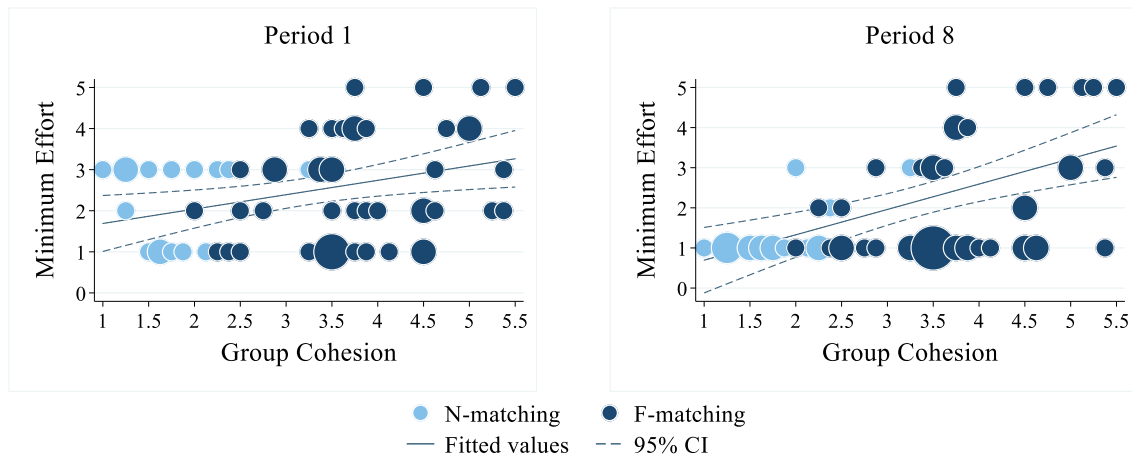 Period 1
Minimum Effort
5
4
3
2
1
0
1 1.5 2 2.5 3 3.5 4 4.5 5 5.5
Group Cohesion
Period 8
Minimum Effort
5
4
3
2
1
0
1 1.5 2 2.5 3 3.5 4 4.5 5 5.5
Group Cohesion
N-matching F-matching
Fitted values 95% CI